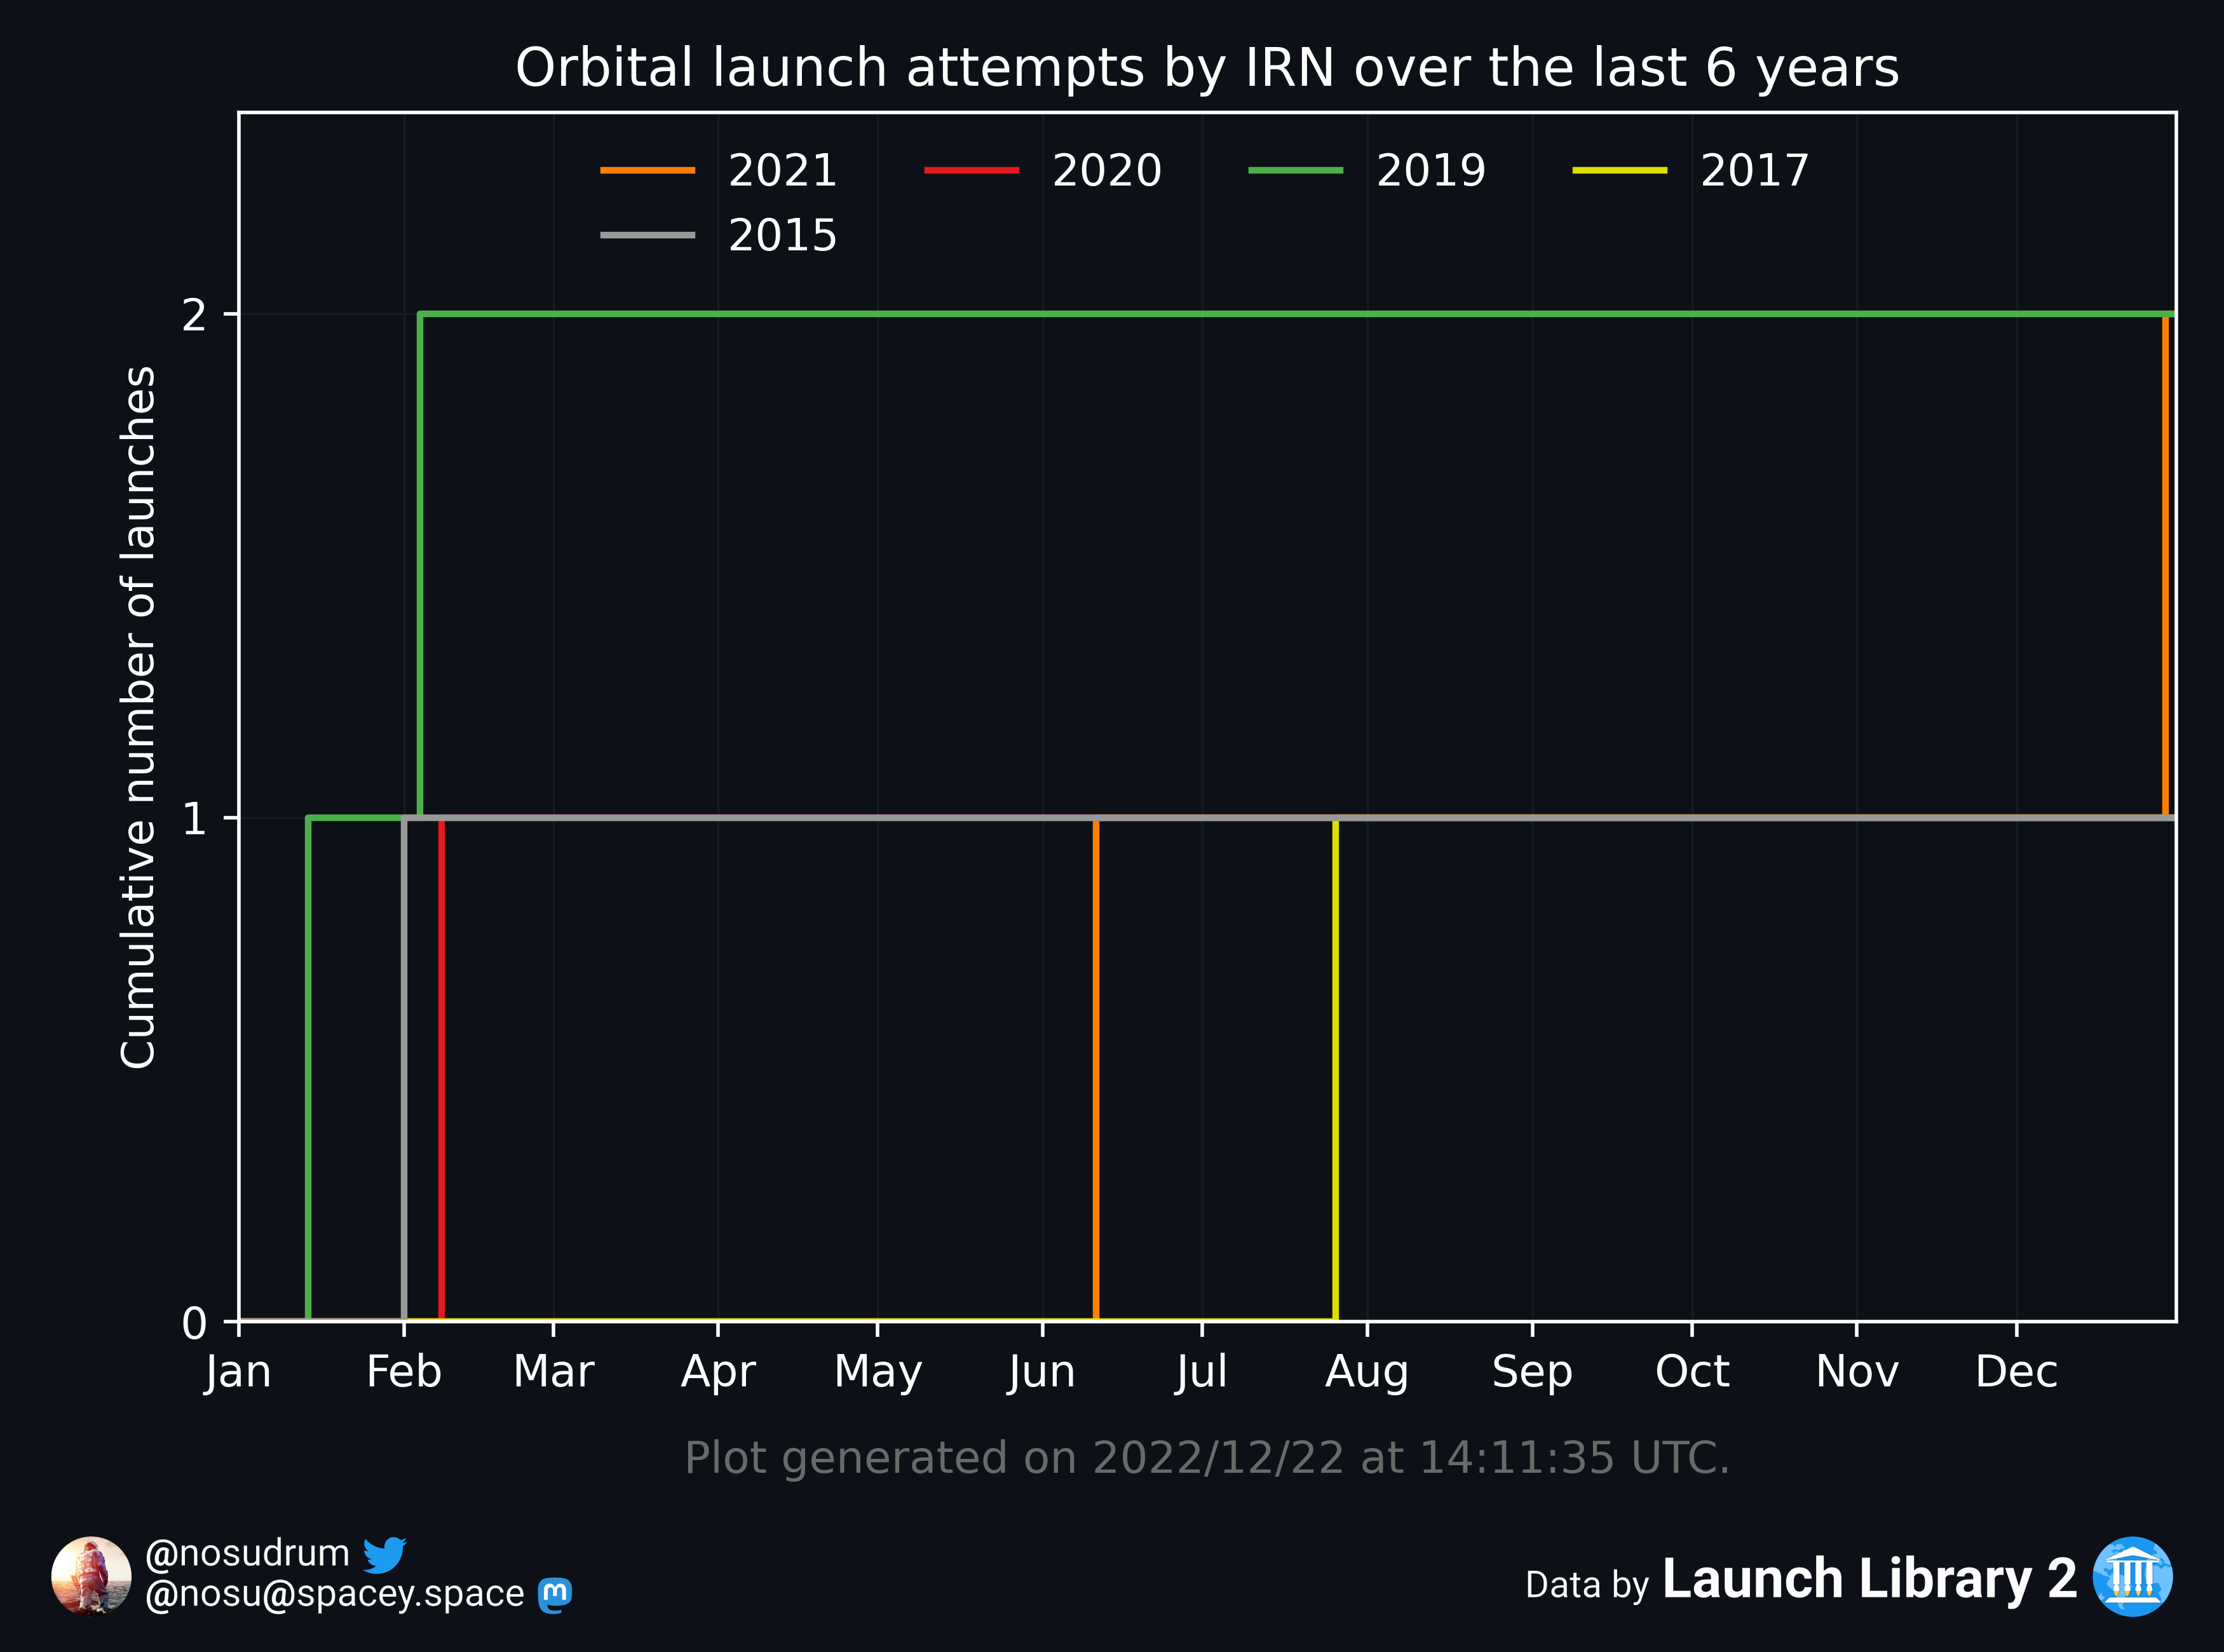 Orbital launch attempts by IRN over the last 6 years
2021 2020 2019 2017
2015
Cumulative number of launches
2
1
0
Jan Feb Mar Apr May Jun Jul Aug Sep Oct Nov Dec
Plot generated on 2022/12/22 at 14:11:35 UTC.
@nosudrum
@nosu@spacey.space
Data by Launch Library 2